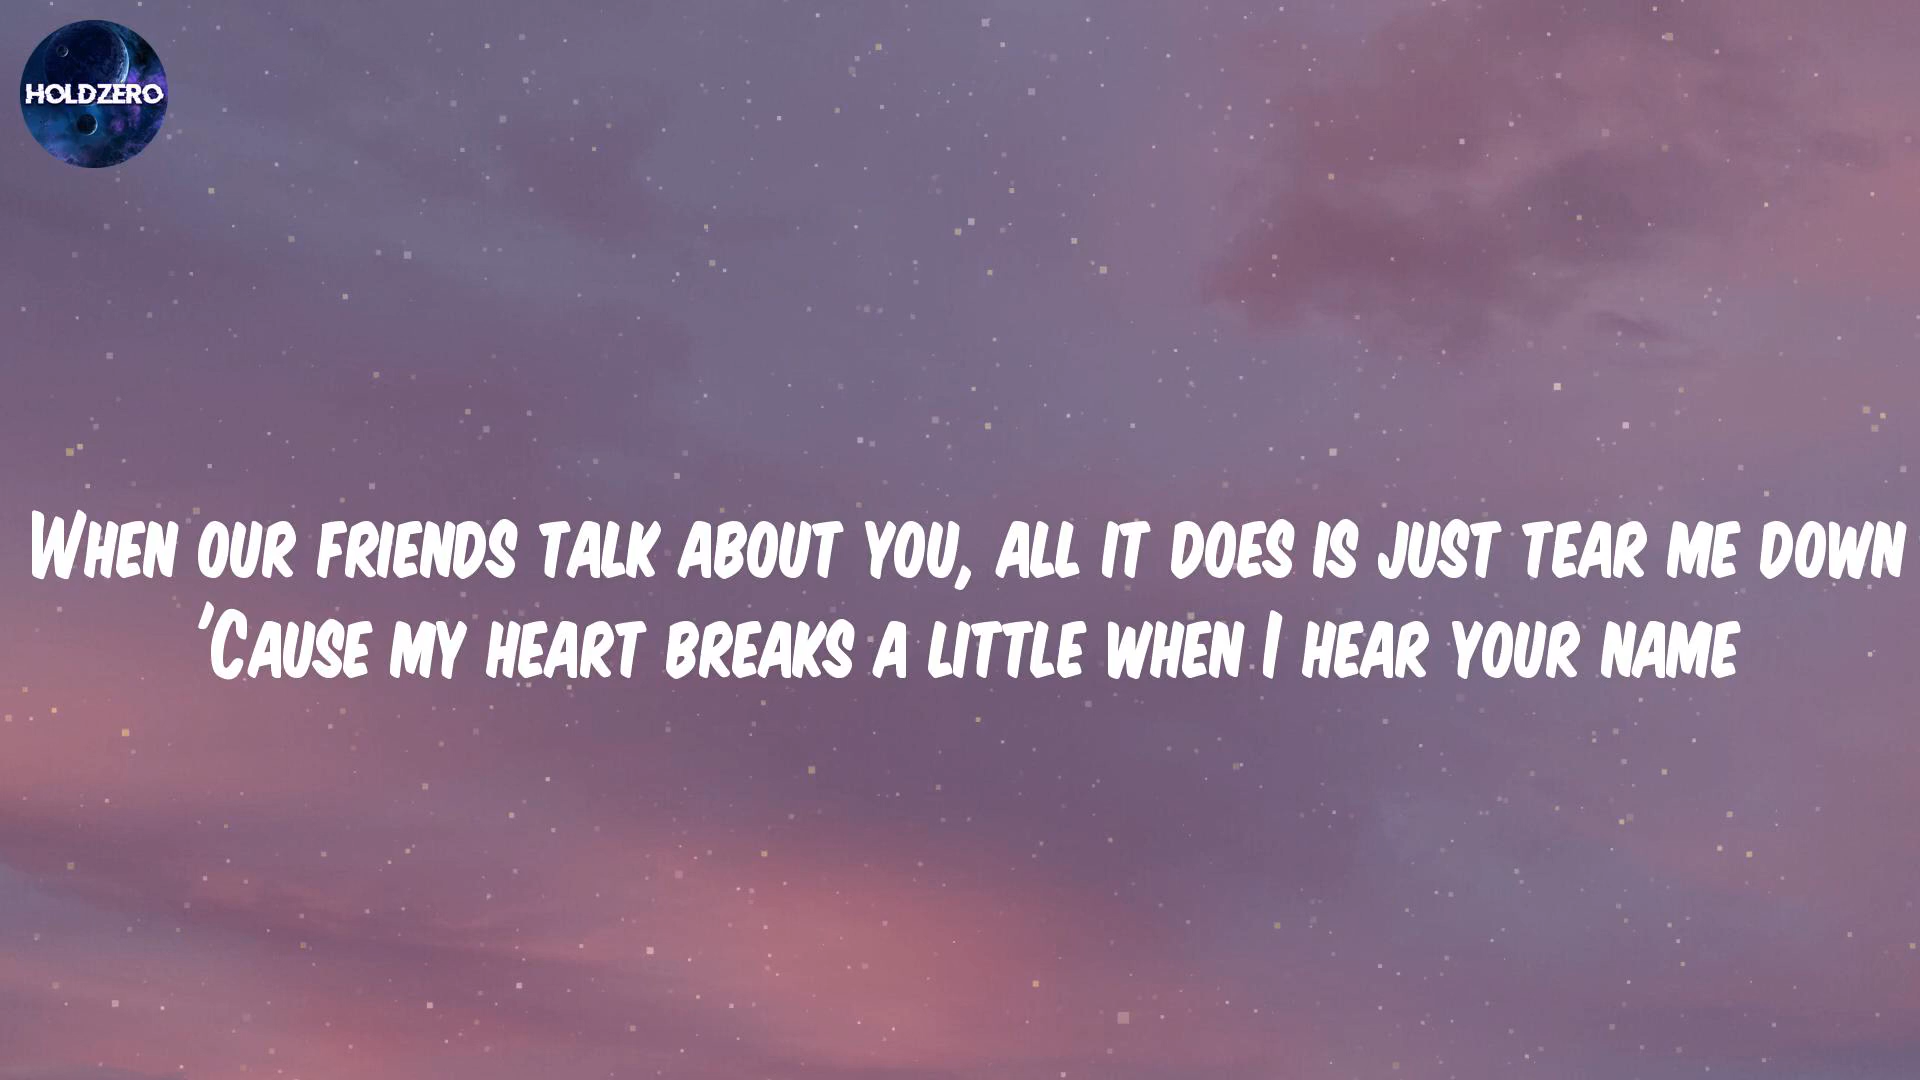 HOLDZERO
When our friends talk about you, all it does is just tear me down
'Cause my heart breaks a little when I hear your name